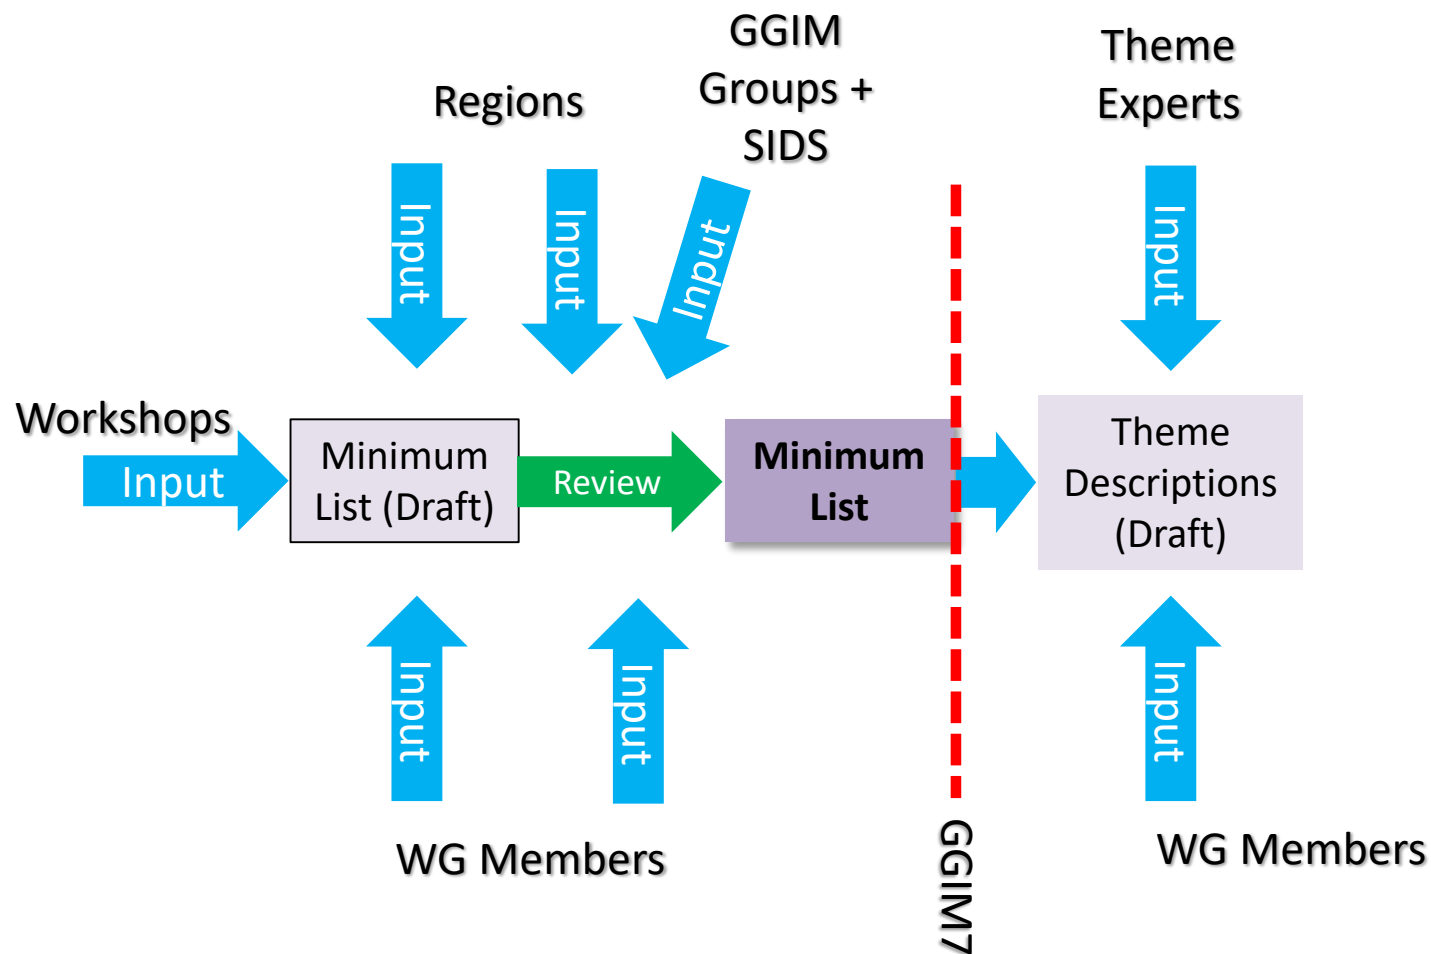 GGIM
Groups +
SIDS
Theme
Experts
Regions
Input
Input
Input
Input
Workshops
Input
Minimum
List (Draft)
Review
Minimum
List
Theme
Descriptions
(Draft)
Input
Input
Input
WG Members
GGIM7
WG Members